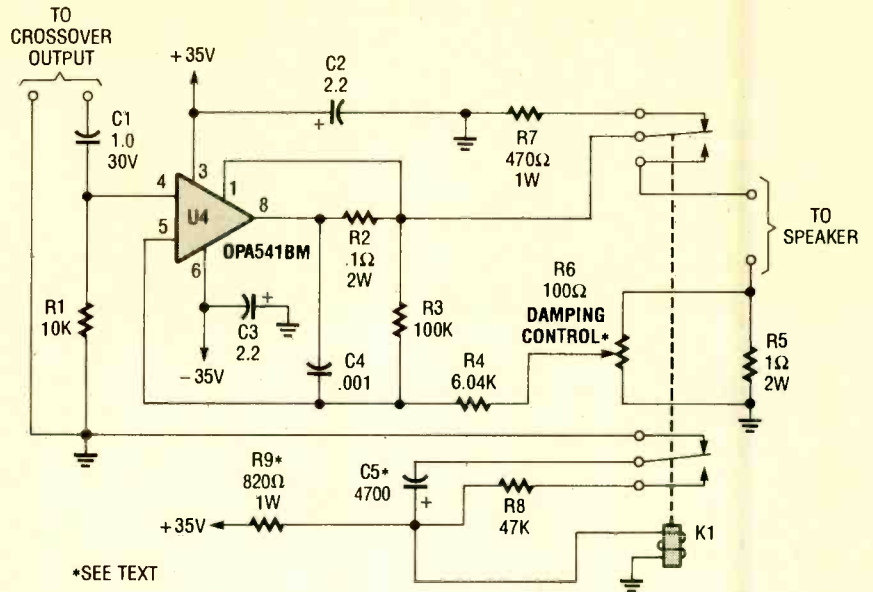 TO
CROSSOVER
OUTPUT
+35V
C2
2.2
+
C1
1.0
30V
R7
470Ω
1W
3
4
1
U4
8
5
OPA541BM
6
R2
.1Ω
2W
TO
SPEAKER
R1
10K
+
C3
2.2
-35V
R3
100K
R6
100Ω
DAMPING
CONTROL*
C4
.001
R4
6.04K
R5
1Ω
2W
R9*
820Ω
1W
C5*
4700
+
R8
47K
+35V
K1
*SEE TEXT